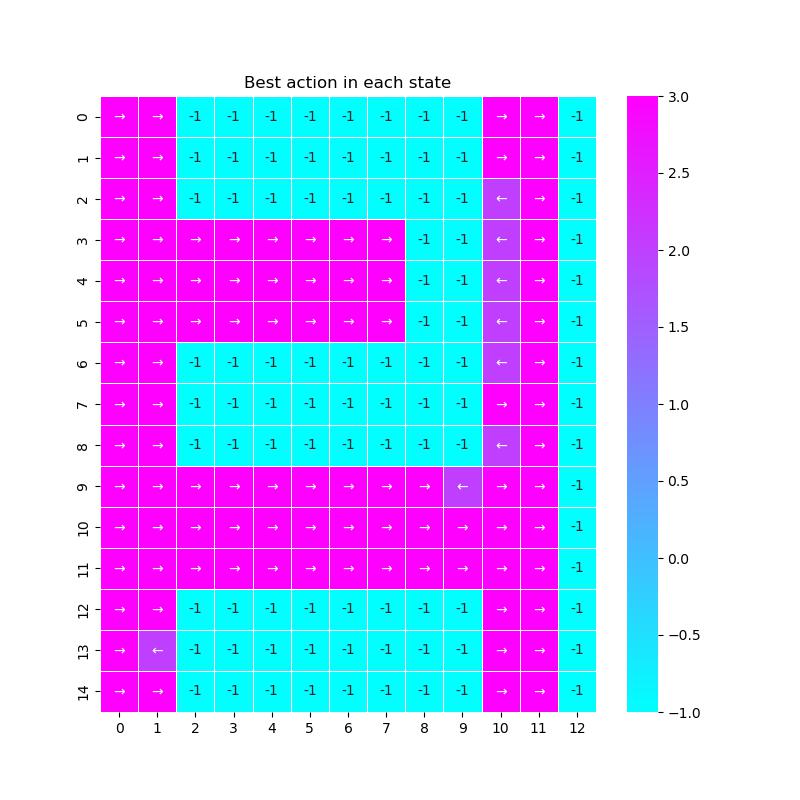 Best action in each state
0 → → -1 -1 -1 -1 -1 -1 -1 -1 → → -1
1 → → -1 -1 -1 -1 -1 -1 -1 -1 → → -1
2 → → -1 -1 -1 -1 -1 -1 -1 -1 ← → -1
3 → → → → → → → → -1 -1 ← → -1
4 → → → → → → → → -1 -1 ← → -1
5 → → → → → → → → -1 -1 ← → -1
6 → → -1 -1 -1 -1 -1 -1 -1 -1 ← → -1
7 → → -1 -1 -1 -1 -1 -1 -1 -1 → → -1
8 → → -1 -1 -1 -1 -1 -1 -1 -1 ← → -1
9 → → → → → → → → → ← → → -1
10 → → → → → → → → → → → → -1
11 → → → → → → → → → → → → -1
12 → → -1 -1 -1 -1 -1 -1 -1 -1 → → -1
13 → ← -1 -1 -1 -1 -1 -1 -1 -1 → → -1
14 → → -1 -1 -1 -1 -1 -1 -1 -1 → → -1
0 1 2 3 4 5 6 7 8 9 10 11 12
3.0
2.5
2.0
1.5
1.0
0.5
0.0
−0.5
−1.0